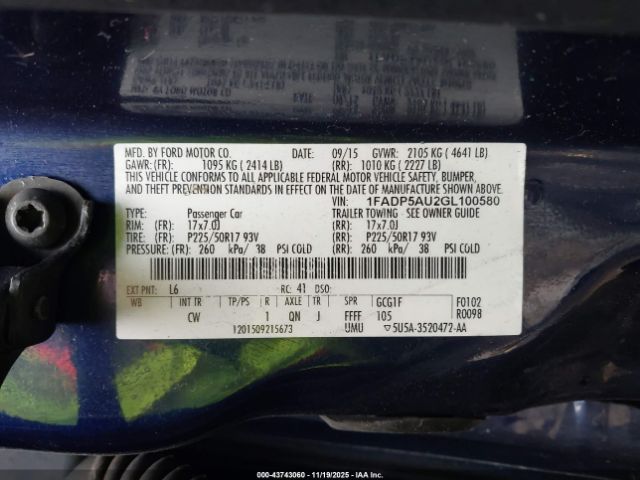 MFD. BY FORD MOTOR CO. DATE: 09/15 GVWR: 2105 KG ( 4641 LB)
GAWR: (FR): 1095 KG ( 2414 LB) (RR): 1010 KG ( 2227 LB)
THIS VEHICLE CONFORMS TO ALL APPLICABLE FEDERAL MOTOR VEHICLE SAFETY, BUMPER,
AND THEFT PREVENTION STANDARDS IN EFFECT ON THE DATE OF MANUFACTURE SHOWN ABOVE.
VIN: 1FADP5AU2GL100580
TYPE: Passenger Car TRAILER TOWING - SEE OWNER GUIDE
RIM: (FR): 17x7.0J (RR): 17x7.0J
TIRE: (FR): P225/50R17 93V (RR): P225/50R17 93V
PRESSURE: (FR): 260 kPa/ 38 PSI COLD (RR): 260 kPa/ 38 PSI COLD
EXT PNT: L6 RC: 41 DSO:
WB INT TR TP/PS R AXLE TR SPR GCG1F F0102
CW 1 QN J FFFF 105 R0098
1201509215673 UMU ▽5U5A-3520472-AA
000-43743060 - 11/19/2025 - IAAI Corp.